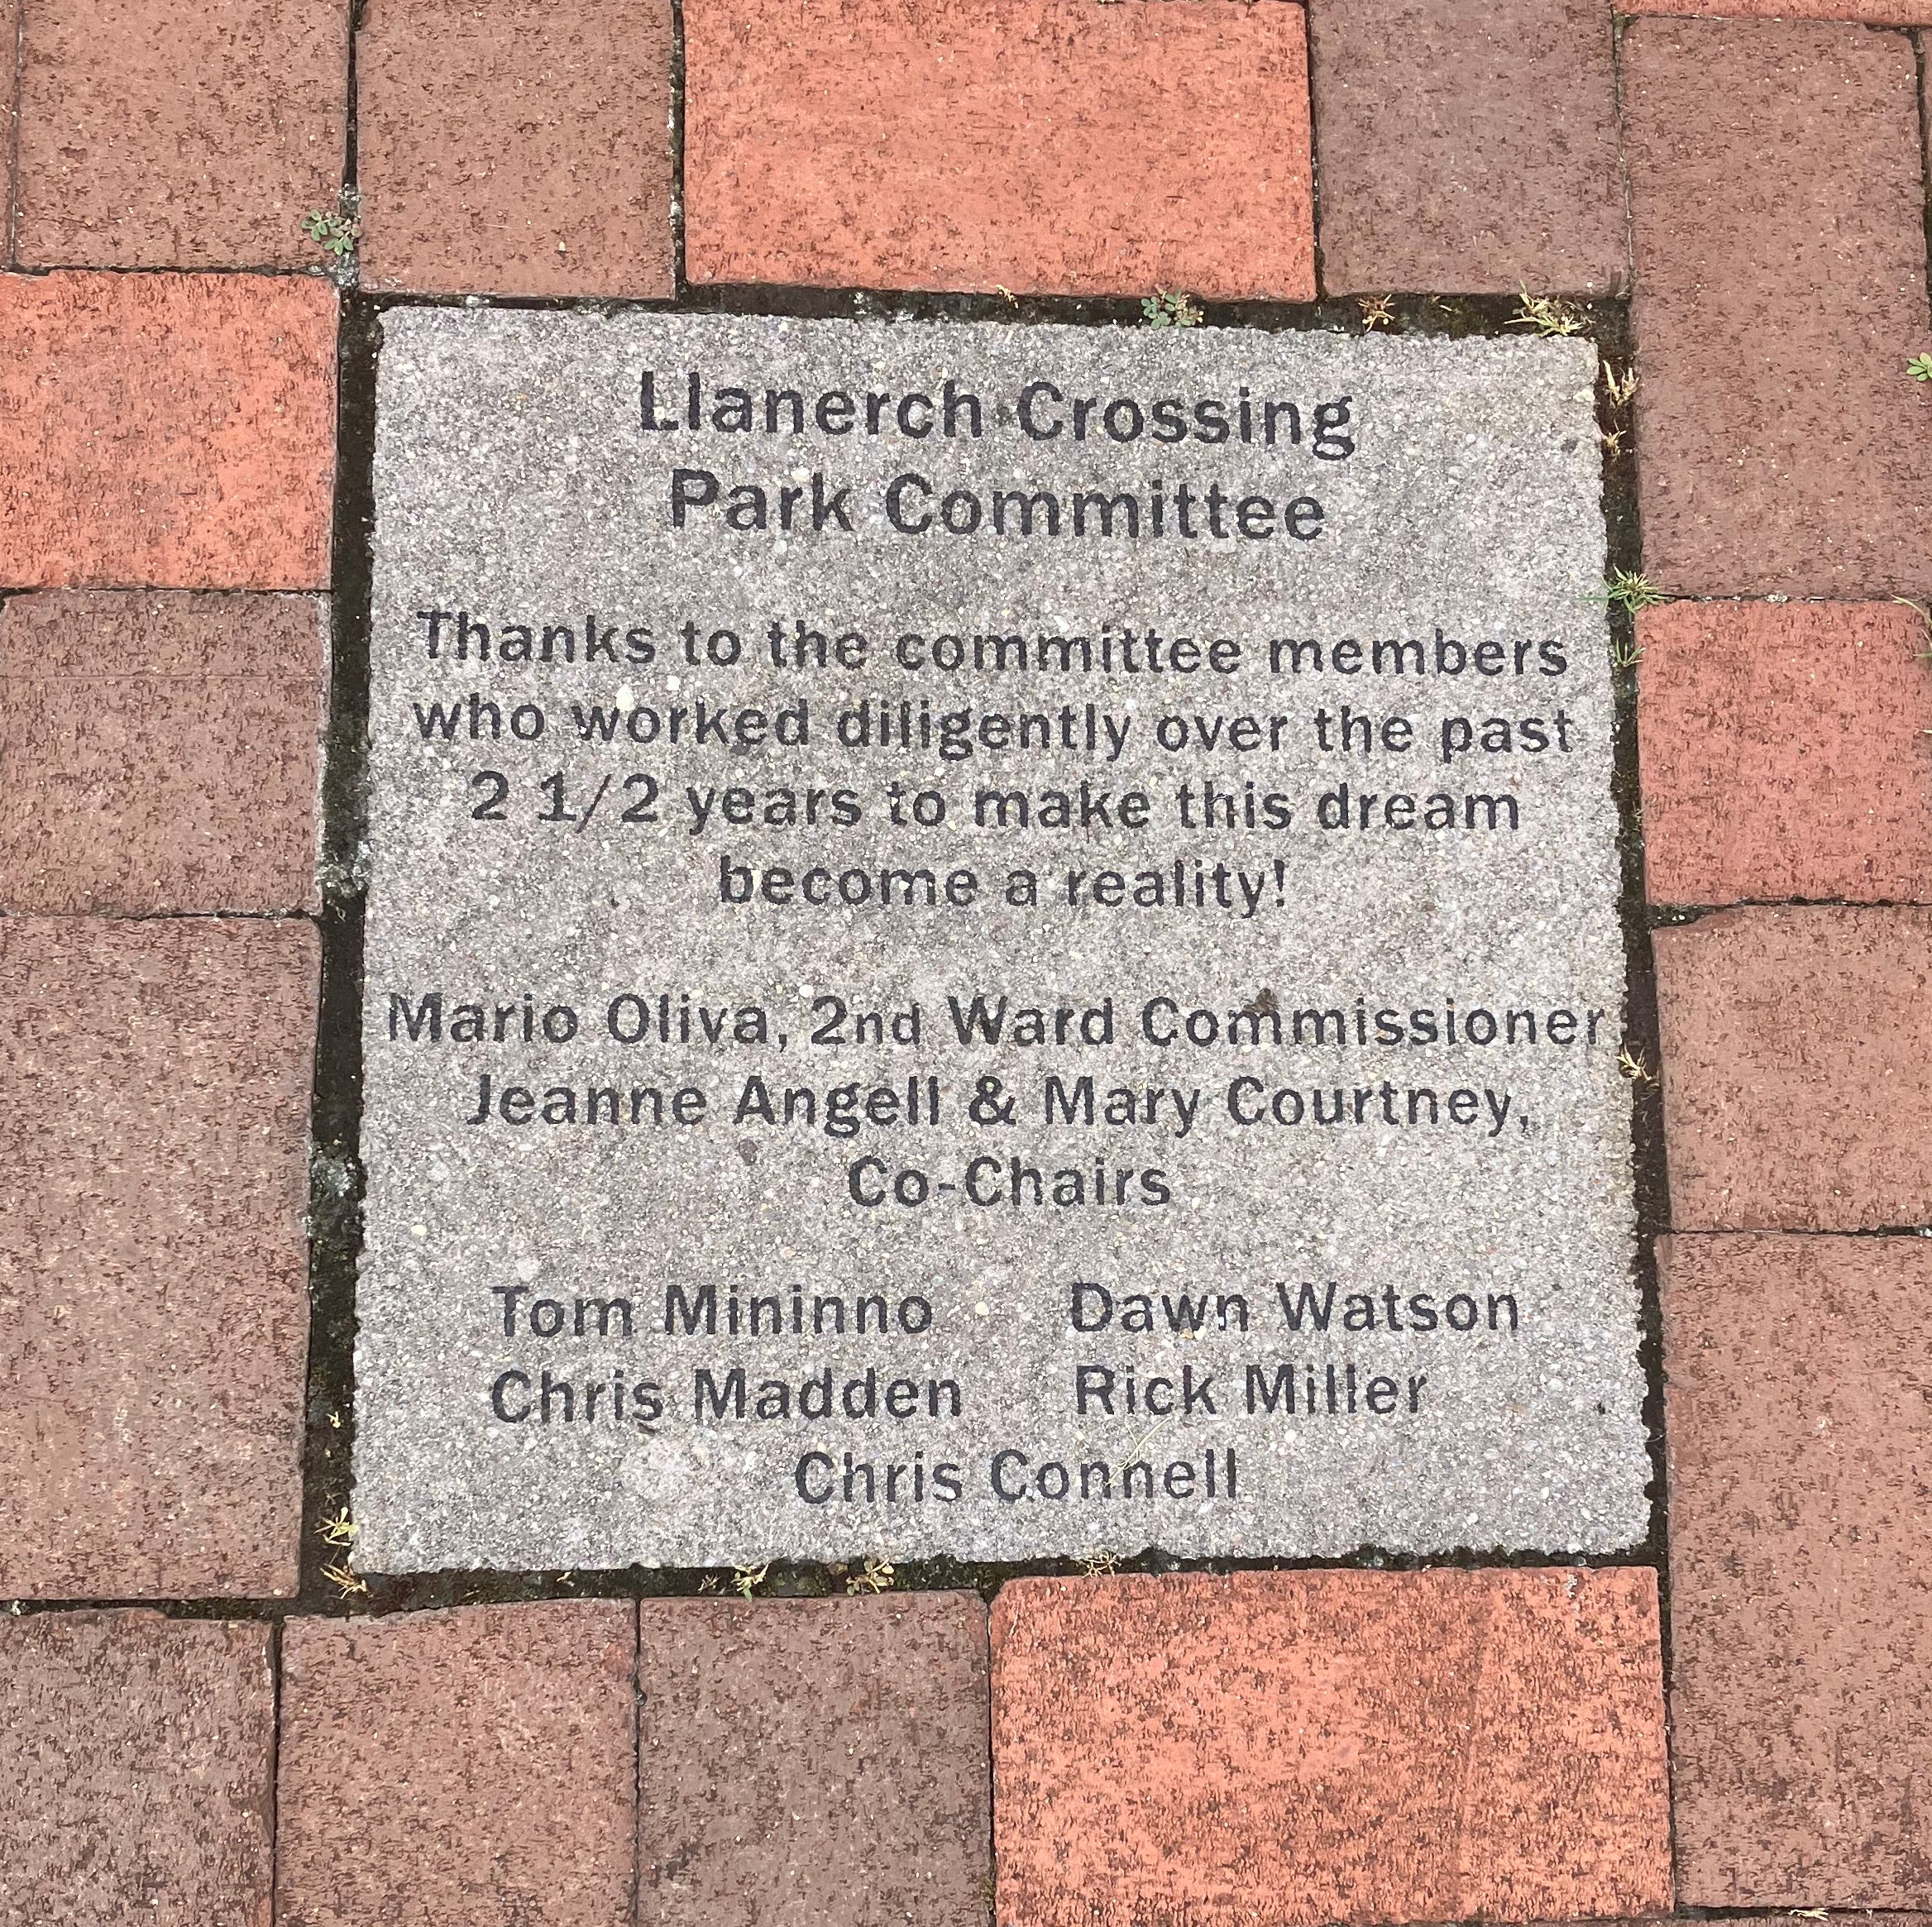 Llanerch Crossing
Park Committee
Thanks to the committee members
who worked diligently over the past
2 1/2 years to make this dream
become a reality!
Mario Oliva, 2nd Ward Commissioner
Jeanne Angell & Mary Courtney,
Co-Chairs
Tom Mininno Dawn Watson
Chris Madden Rick Miller
Chris Connell